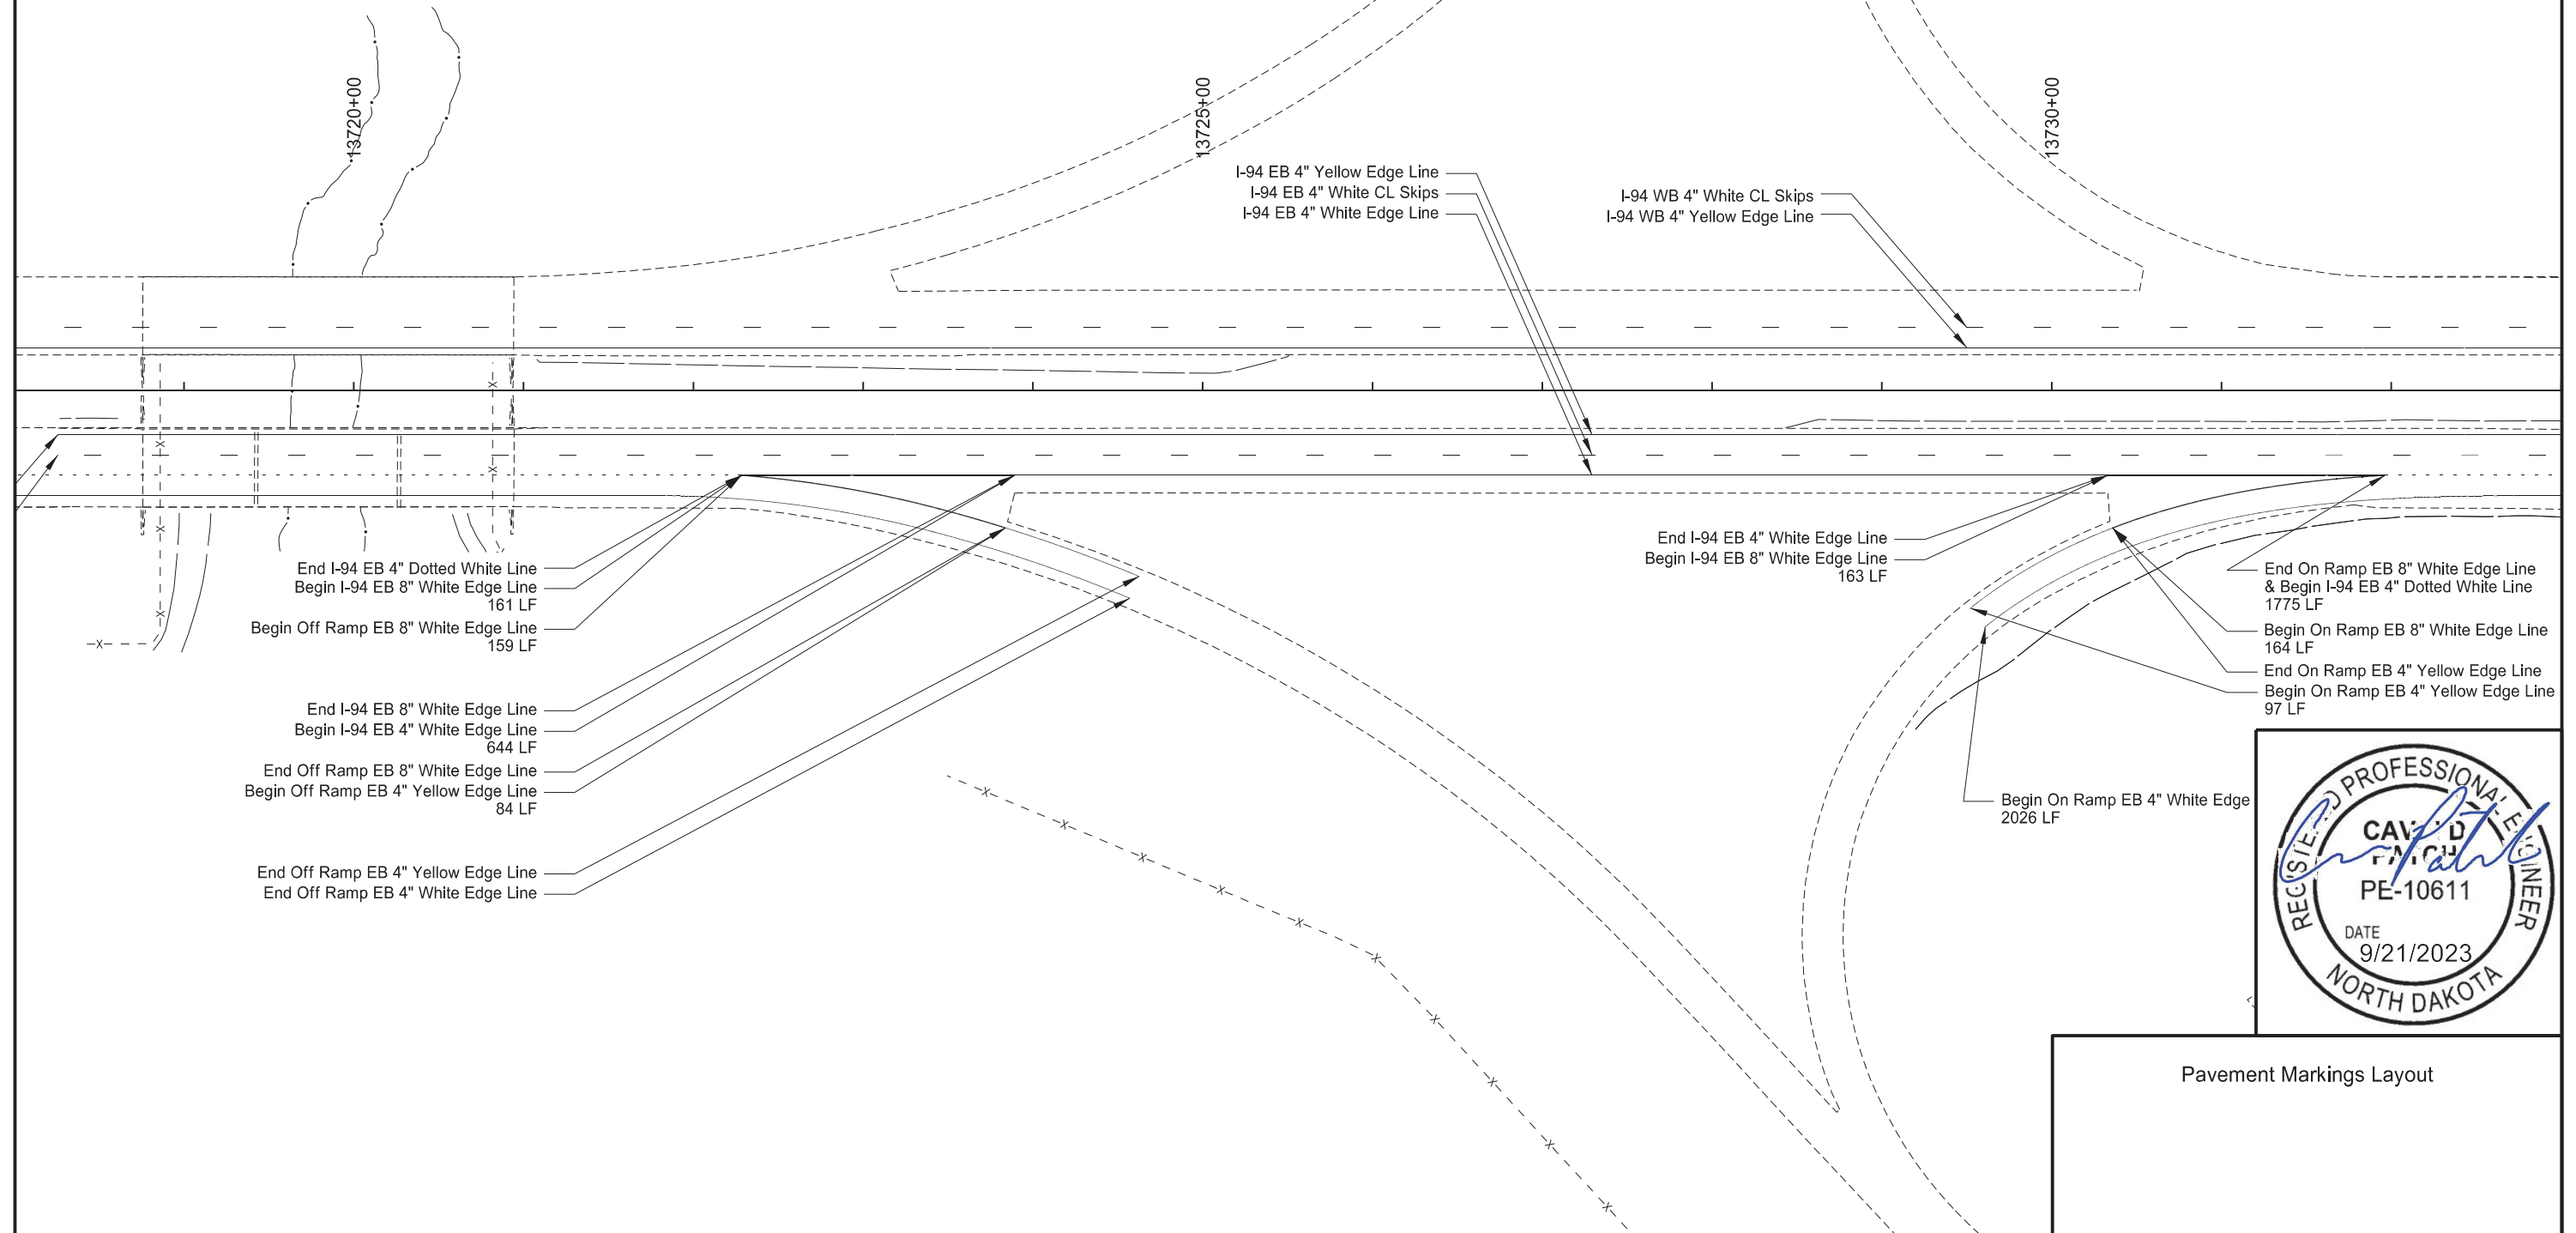 13720+00
13725+00
13730+00
I-94 EB 4" Yellow Edge Line
I-94 EB 4" White CL Skips
I-94 EB 4" White Edge Line
I-94 WB 4" White CL Skips
I-94 WB 4" Yellow Edge Line
End I-94 EB 4" Dotted White Line
Begin I-94 EB 8" White Edge Line
161 LF
Begin Off Ramp EB 8" White Edge Line
159 LF
End I-94 EB 8" White Edge Line
Begin I-94 EB 4" White Edge Line
644 LF
End Off Ramp EB 8" White Edge Line
Begin Off Ramp EB 4" Yellow Edge Line
84 LF
End Off Ramp EB 4" Yellow Edge Line
End Off Ramp EB 4" White Edge Line
End I-94 EB 4" White Edge Line
Begin I-94 EB 8" White Edge Line
163 LF
End On Ramp EB 8" White Edge Line
& Begin I-94 EB 4" Dotted White Line
1775 LF
Begin On Ramp EB 8" White Edge Line
164 LF
End On Ramp EB 4" Yellow Edge Line
Begin On Ramp EB 4" Yellow Edge Line
97 LF
Begin On Ramp EB 4" White Edge
2026 LF
PROFESSIONAL
PE-10611
DATE
9/21/2023
NORTH DAKOTA
Pavement Markings Layout